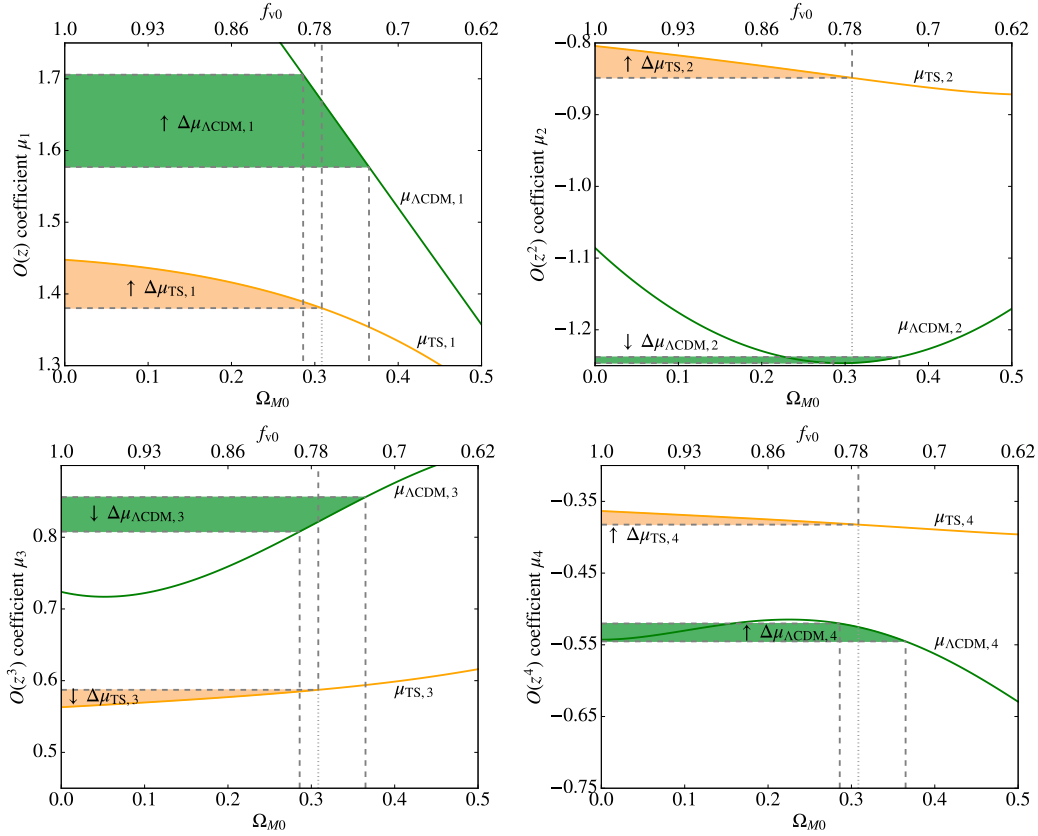 f_v0
1.0 0.93 0.86 0.78 0.7 0.62
O(z) coefficient μ_1
1.7
1.6
1.5
1.4
1.3
↑ Δμ_ΛCDM, 1
μ_ΛCDM, 1
↑ Δμ_TS, 1
μ_TS, 1
0.0 0.1 0.2 0.3 0.4 0.5
Ω_M0
f_v0
1.0 0.93 0.86 0.78 0.7 0.62
O(z²) coefficient μ_2
−0.8
−0.9
−1.0
−1.1
−1.2
↑ Δμ_TS, 2
μ_TS, 2
μ_ΛCDM, 2
↓ Δμ_ΛCDM, 2
0.0 0.1 0.2 0.3 0.4 0.5
Ω_M0
f_v0
1.0 0.93 0.86 0.78 0.7 0.62
O(z³) coefficient μ_3
0.8
0.7
0.6
0.5
μ_ΛCDM, 3
↓ Δμ_ΛCDM, 3
↓ Δμ_TS, 3
μ_TS, 3
0.0 0.1 0.2 0.3 0.4 0.5
Ω_M0
f_v0
1.0 0.93 0.86 0.78 0.7 0.62
O(z⁴) coefficient μ_4
−0.35
−0.45
−0.55
−0.65
−0.75
μ_TS, 4
↑ Δμ_TS, 4
↑ Δμ_ΛCDM, 4
μ_ΛCDM, 4
0.0 0.1 0.2 0.3 0.4 0.5
Ω_M0